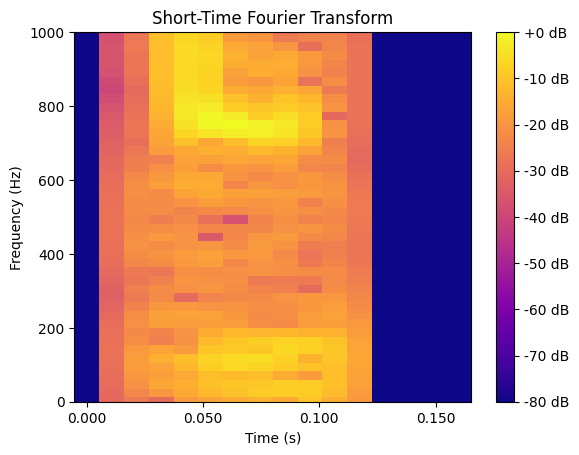 Short-Time Fourier Transform
Frequency (Hz)
1000
800
600
400
200
0
0.000
0.050
0.100
0.150
Time (s)
+0 dB
-10 dB
-20 dB
-30 dB
-40 dB
-50 dB
-60 dB
-70 dB
-80 dB